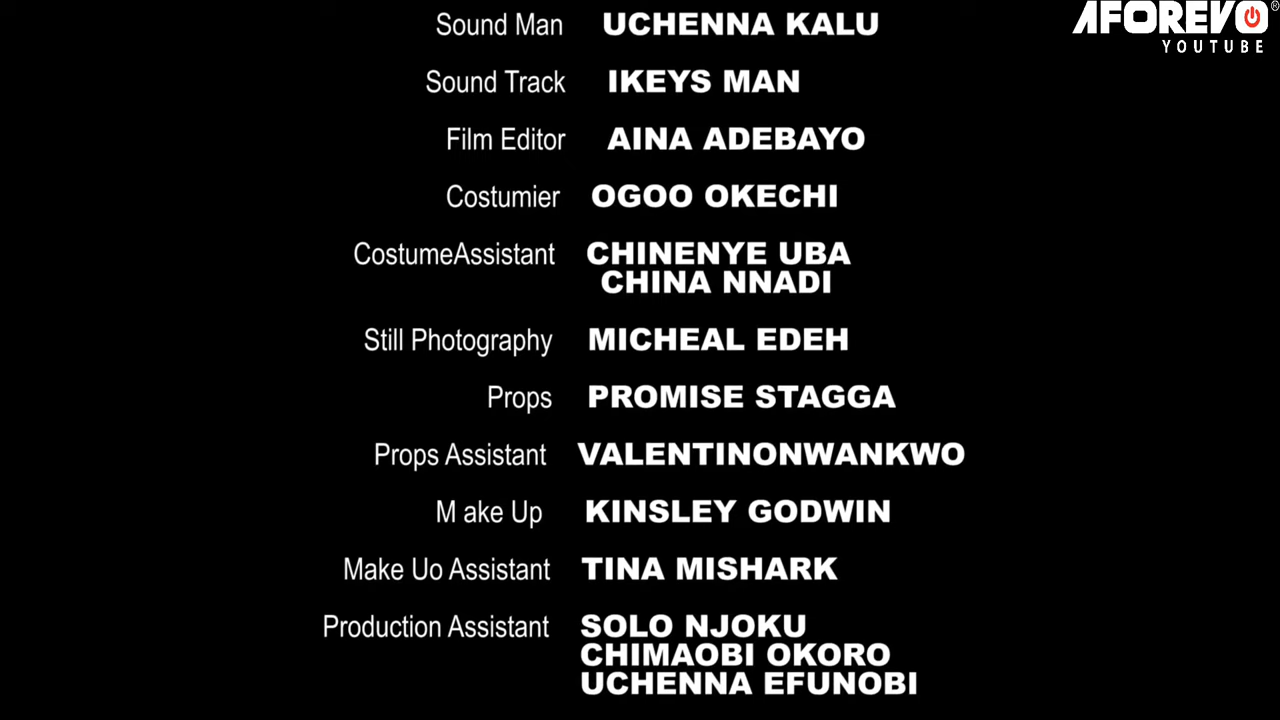 AFOREVO®
YOUTUBE
Sound Man UCHENNA KALU
Sound Track IKEYS MAN
Film Editor AINA ADEBAYO
Costumier OGOO OKECHI
CostumeAssistant CHINENYE UBA
CHINA NNADI
Still Photography MICHEAL EDEH
Props PROMISE STAGGA
Props Assistant VALENTINONWANKWO
M ake Up KINSLEY GODWIN
Make Uo Assistant TINA MISHARK
Production Assistant SOLO NJOKU
CHIMAOBI OKORO
UCHENNA EFUNOBI